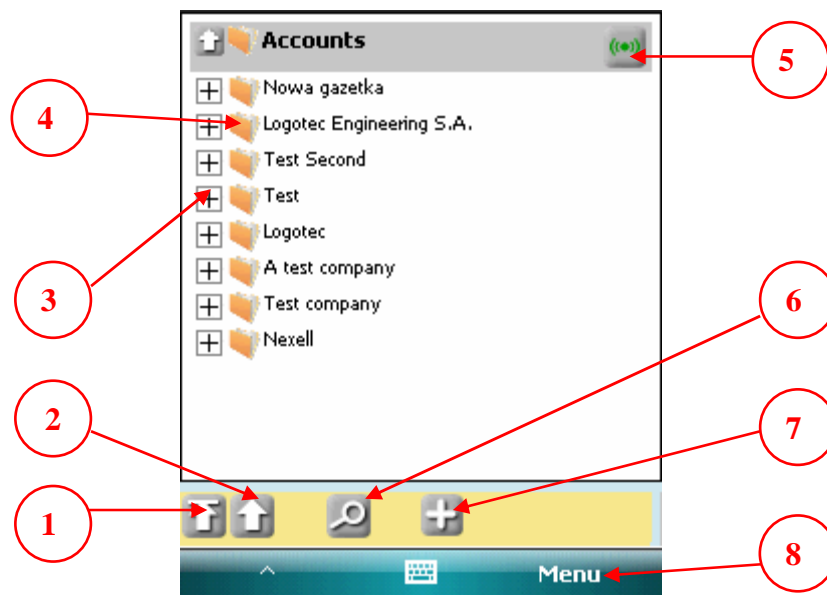 Accounts
5
Nowa gazetka
4
Logotec Engineering S.A.
Test Second
Test
Logotec
3
A test company
6
Test company
Nexell
2
7
1
Menu
8